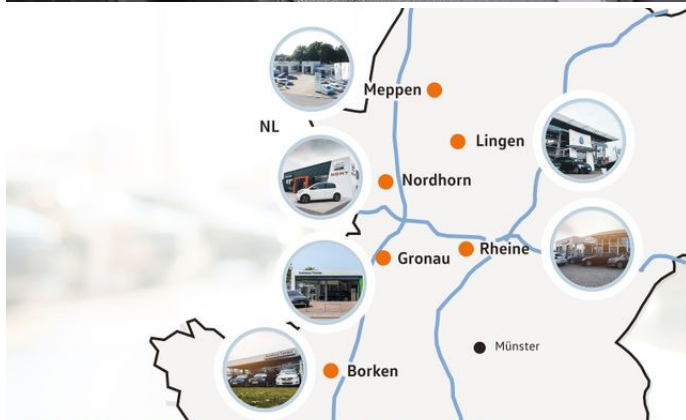 Meppen
NL
Lingen
Nordhorn
Rheine
Gronau
Münster
Borken